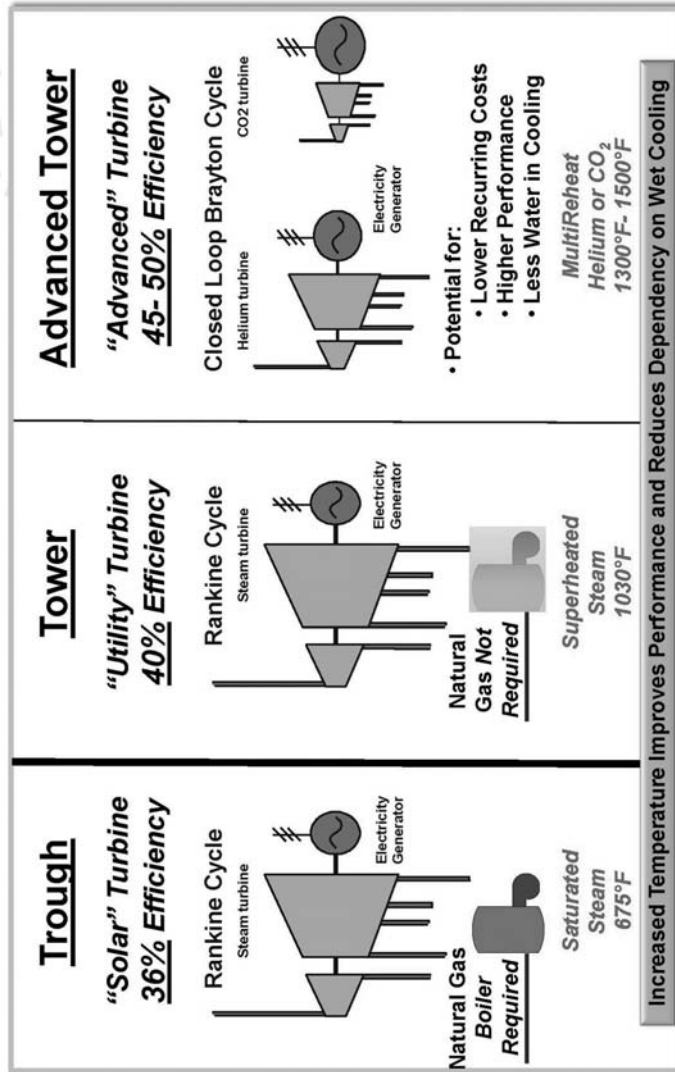 Trough
"Solar" Turbine
36% Efficiency
Rankine Cycle
Steam turbine
Electricity
Generator
Natural Gas
Boiler
Required
Saturated
Steam
675°F
Tower
"Utility" Turbine
40% Efficiency
Rankine Cycle
Steam turbine
Electricity
Generator
Natural
Gas Not
Required
Superheated
Steam
1030°F
Advanced Tower
"Advanced" Turbine
45- 50% Efficiency
Closed Loop Brayton Cycle
Helium turbine
CO2 turbine
Electricity
Generator
• Potential for:
• Lower Recurring Costs
• Higher Performance
• Less Water in Cooling
MultiReheat
Helium or CO₂
1300°F- 1500°F
Increased Temperature Improves Performance and Reduces Dependency on Wet Cooling